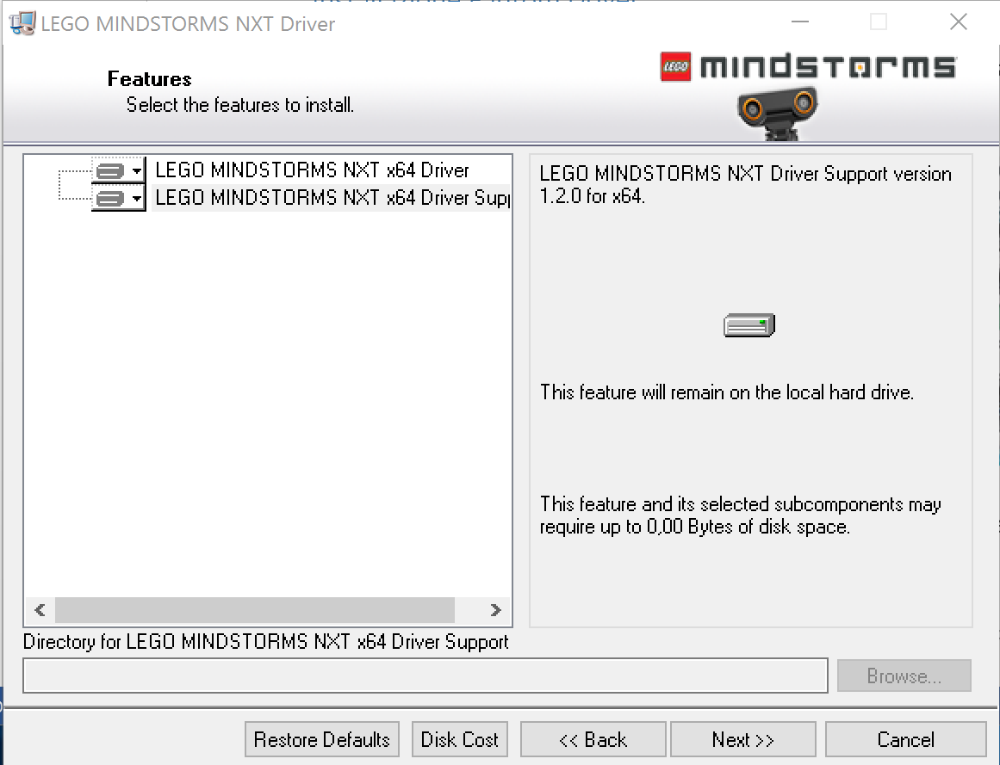 LEGO MINDSTORMS NXT Driver
LEGO mindstorms
Features
Select the features to install.
LEGO MINDSTORMS NXT x64 Driver
LEGO MINDSTORMS NXT x64 Driver Supp
LEGO MINDSTORMS NXT Driver Support version
1.2.0 for x64.
This feature will remain on the local hard drive.
This feature and its selected subcomponents may
require up to 0,00 Bytes of disk space.
Directory for LEGO MINDSTORMS NXT x64 Driver Support
Browse...
Restore Defaults
Disk Cost
<< Back
Next >>
Cancel